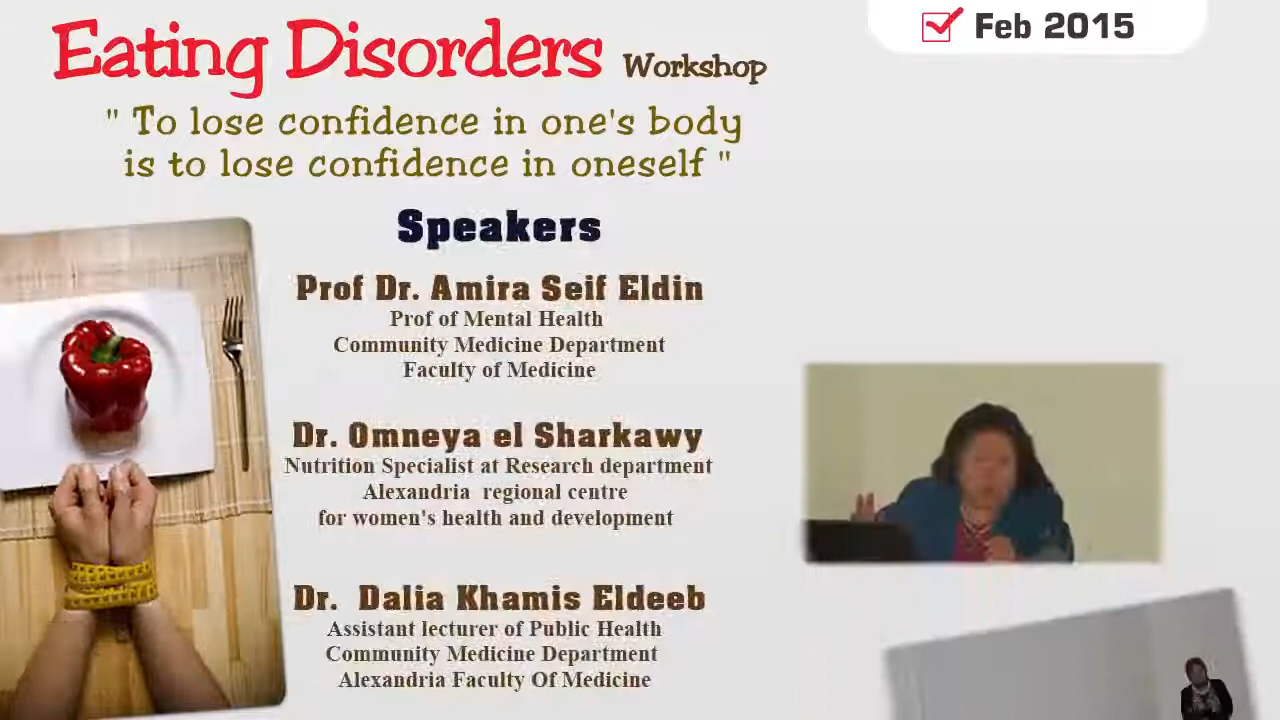 Feb 2015
Eating Disorders Workshop
" To lose confidence in one's body
is to lose confidence in oneself "
Speakers
Prof Dr. Amira Seif Eldin
Prof of Mental Health
Community Medicine Department
Faculty of Medicine
Dr. Omneya el Sharkawy
Nutrition Specialist at Research department
Alexandria regional centre
for women's health and development
Dr. Dalia Khamis Eldeeb
Assistant lecturer of Public Health
Community Medicine Department
Alexandria Faculty Of Medicine